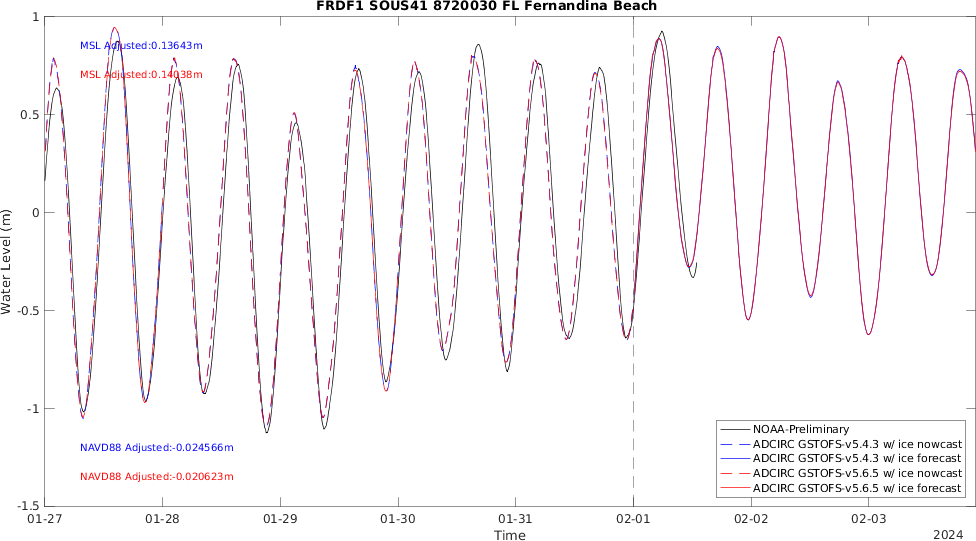 FRDF1 SOUS41 8720030 FL Fernandina Beach
MSL Adjusted:0.13643m
MSL Adjusted:0.14038m
NAVD88 Adjusted:-0.024566m
NAVD88 Adjusted:-0.020623m
Water Level (m)
1
0.5
0
-0.5
-1
-1.5
NOAA-Preliminary
ADCIRC GSTOFS-v5.4.3 w/ ice nowcast
ADCIRC GSTOFS-v5.4.3 w/ ice forecast
ADCIRC GSTOFS-v5.6.5 w/ ice nowcast
ADCIRC GSTOFS-v5.6.5 w/ ice forecast
01-27 01-28 01-29 01-30 01-31 02-01 02-02 02-03
Time
2024